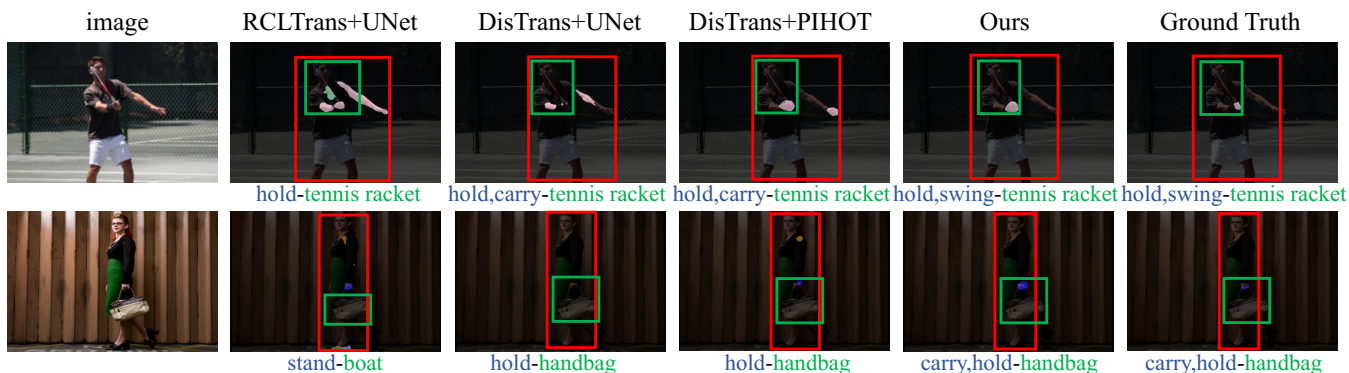 image RCLTrans+UNet DisTrans+UNet DisTrans+PIHOT Ours Ground Truth
hold-tennis racket hold,carry-tennis racket hold,carry-tennis racket hold,swing-tennis racket hold,swing-tennis racket
stand-boat hold-handbag hold-handbag carry,hold-handbag carry,hold-handbag